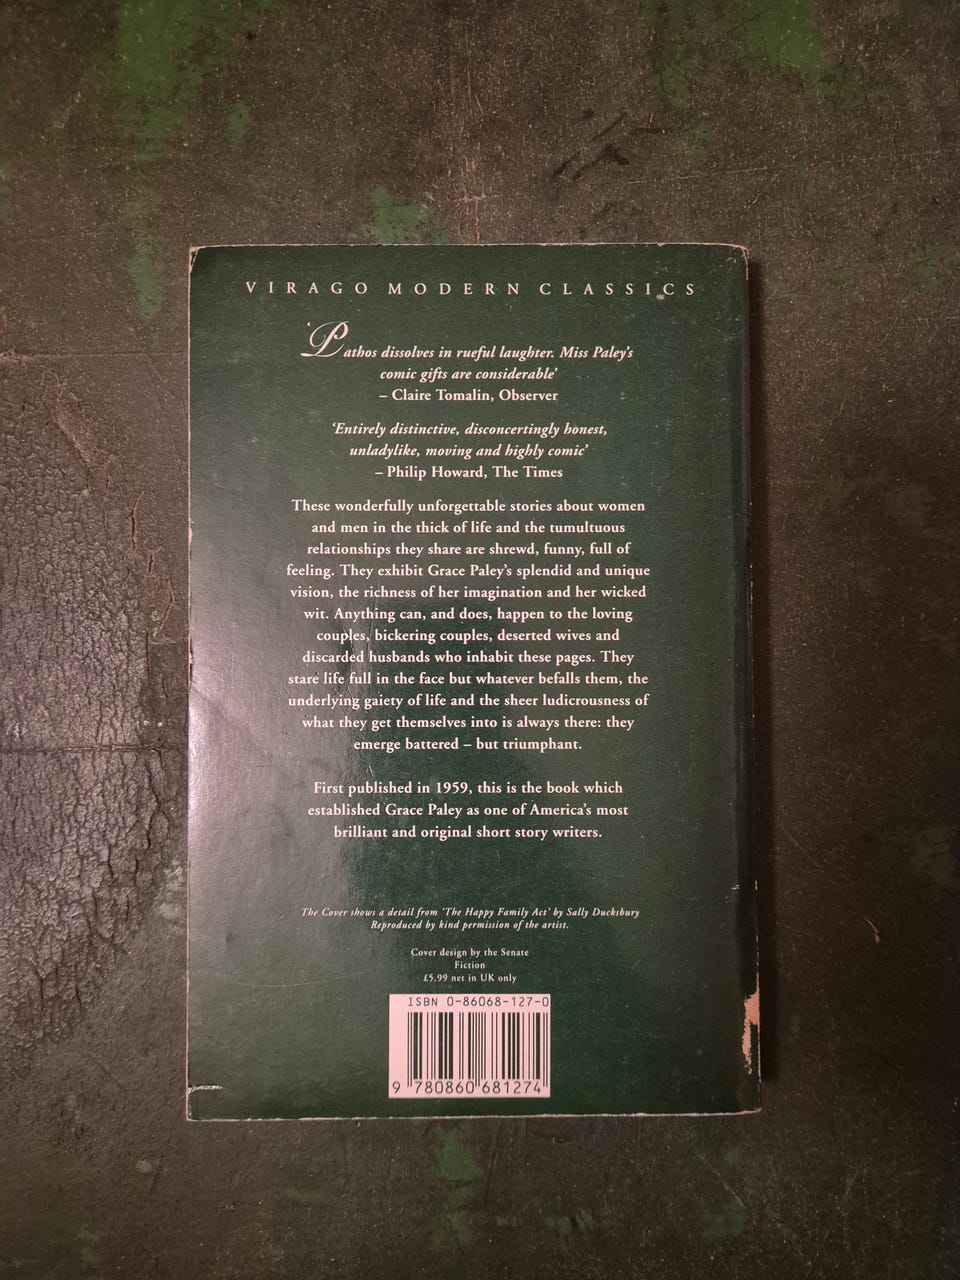 VIRAGO MODERN CLASSICS
‘Pathos dissolves in rueful laughter. Miss Paley’s
comic gifts are considerable’
– Claire Tomalin, Observer
‘Entirely distinctive, disconcertingly honest,
unladylike, moving and highly comic’
– Philip Howard, The Times
These wonderfully unforgettable stories about women
and men in the thick of life and the tumultuous
relationships they share are shrewd, funny, full of
feeling. They exhibit Grace Paley’s splendid and unique
vision, the richness of her imagination and her wicked
wit. Anything can, and does, happen to the loving
couples, bickering couples, deserted wives and
discarded husbands who inhabit these pages. They
stare life full in the face but whatever befalls them, the
underlying gaiety of life and the sheer ludicrousness of
what they get themselves into is always there: they
emerge battered – but triumphant.
First published in 1959, this is the book which
established Grace Paley as one of America’s most
brilliant and original short story writers.
The Cover shows a detail from ‘The Happy Family Act’ by Sally Ducksbury
Reproduced by kind permission of the artist.
Cover design by the Senate
Fiction
£5.99 net in UK only
ISBN 0-86068-127-0
9 780860 681274